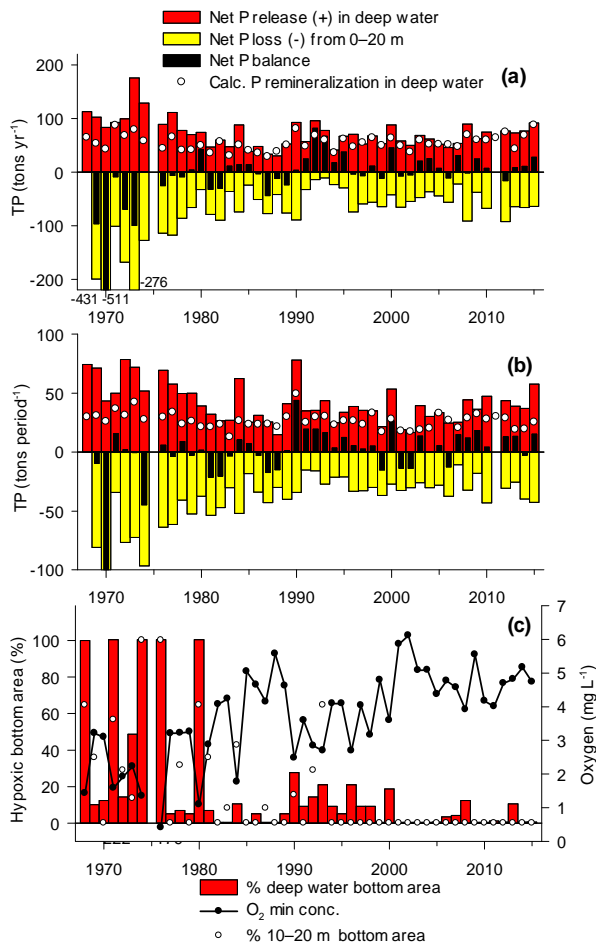 Net P release (+) in deep water
Net P loss (-) from 0–20 m
Net P balance
Calc. P remineralization in deep water
(a)
TP (tons yr⁻¹)
200
100
0
-100
-200
-431 -511
-276
1970 1980 1990 2000 2010
(b)
TP (tons period⁻¹)
100
50
0
-50
-100
1970 1980 1990 2000 2010
(c)
Hypoxic bottom area (%)
100
80
60
40
20
0
7
6
5
4
3
2
1
0
Oxygen (mg L⁻¹)
1970 1980 1990 2000 2010
% deep water bottom area
O₂ min conc.
% 10–20 m bottom area